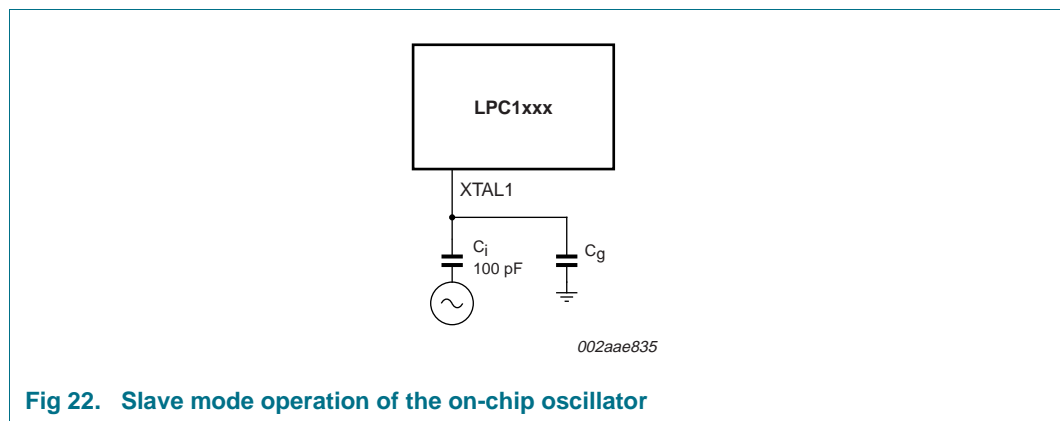 LPC1xxx
XTAL1
Ci
100 pF
Cg
002aae835
Fig 22. Slave mode operation of the on-chip oscillator